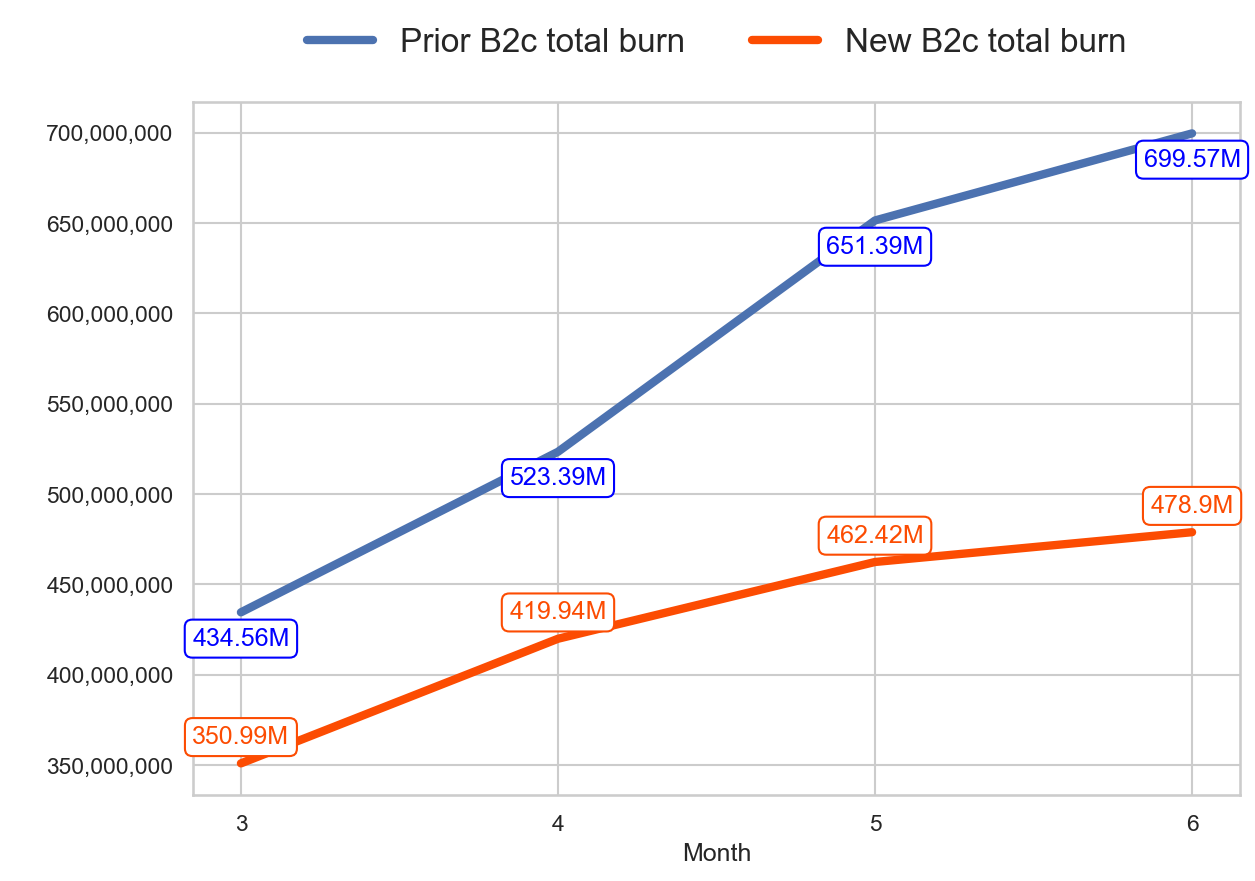 Prior B2c total burn New B2c total burn
700,000,000
699.57M
650,000,000
651.39M
600,000,000
550,000,000
523.39M
500,000,000
478.9M
462.42M
450,000,000
419.94M
434.56M
400,000,000
350.99M
350,000,000
3 4 5 6
Month